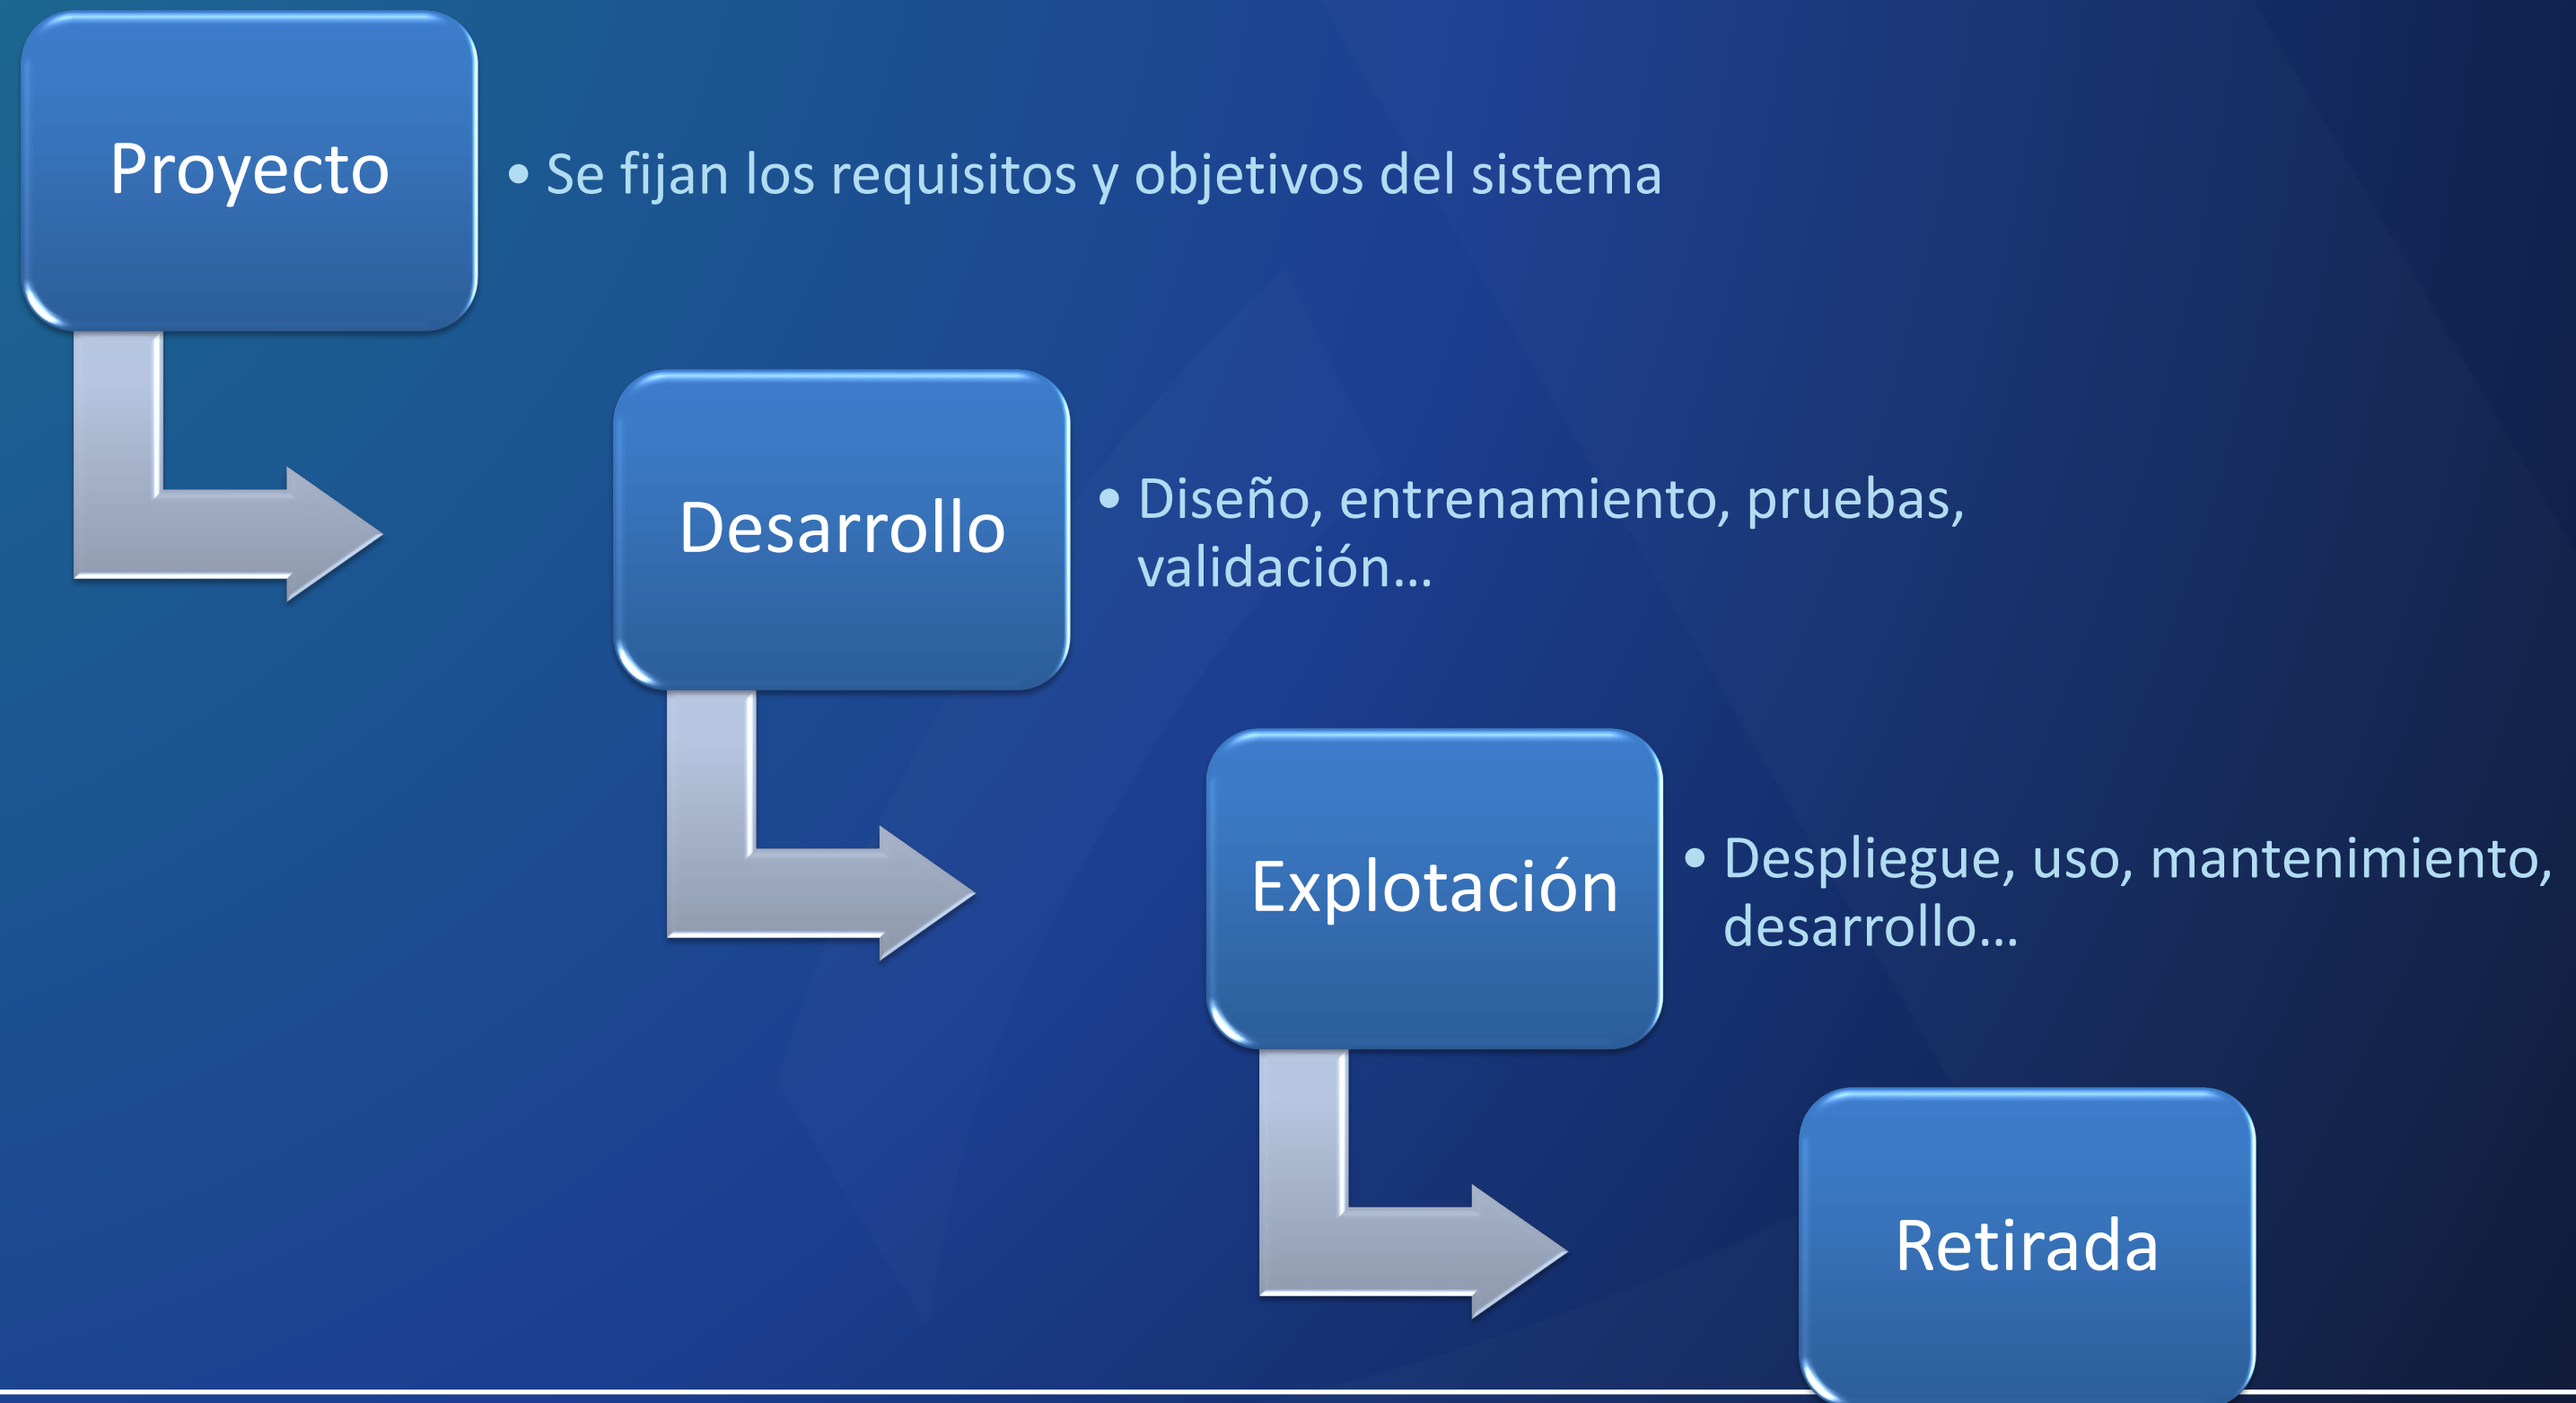 Proyecto
• Se fijan los requisitos y objetivos del sistema
Desarrollo
• Diseño, entrenamiento, pruebas,
validación...
Explotación
• Despliegue, uso, mantenimiento,
desarrollo...
Retirada